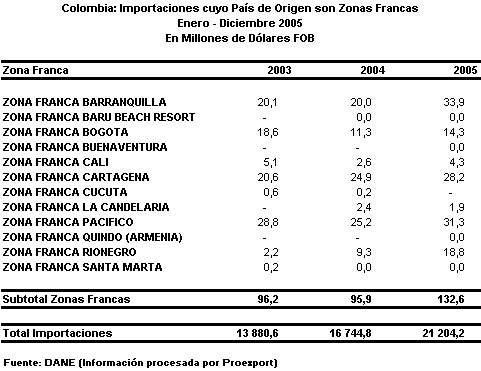 Colombia: Importaciones cuyo País de Origen son Zonas Francas
Enero - Diciembre 2005
En Millones de Dólares FOB
Zona Franca 2003 2004 2005
ZONA FRANCA BARRANQUILLA 20,1 20,0 33,9
ZONA FRANCA BARU BEACH RESORT - 0,0 0,0
ZONA FRANCA BOGOTA 18,6 11,3 14,3
ZONA FRANCA BUENAVENTURA - - 0,0
ZONA FRANCA CALI 5,1 2,6 4,3
ZONA FRANCA CARTAGENA 20,6 24,9 28,2
ZONA FRANCA CUCUTA 0,6 0,2 -
ZONA FRANCA LA CANDELARIA - 2,4 1,9
ZONA FRANCA PACIFICO 28,8 25,2 31,3
ZONA FRANCA QUINDO (ARMENIA) - - 0,0
ZONA FRANCA RIONEGRO 2,2 9,3 18,8
ZONA FRANCA SANTA MARTA 0,2 0,0 0,0
Subtotal Zonas Francas 96,2 95,9 132,6
Total Importaciones 13 880,6 16 744,8 21 204,2
Fuente: DANE (Información procesada por Proexport)